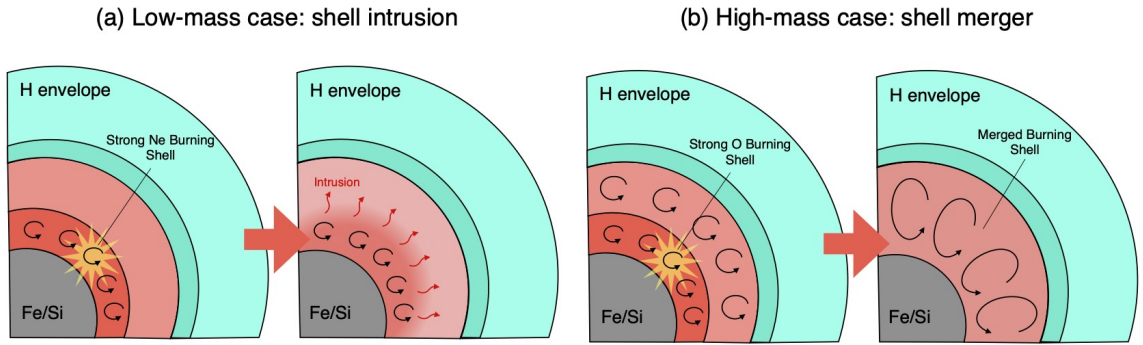 (a) Low-mass case: shell intrusion
H envelope
Strong Ne Burning
Shell
Fe/Si
H envelope
Intrusion
Fe/Si
(b) High-mass case: shell merger
H envelope
Strong O Burning
Shell
Fe/Si
H envelope
Merged Burning
Shell
Fe/Si